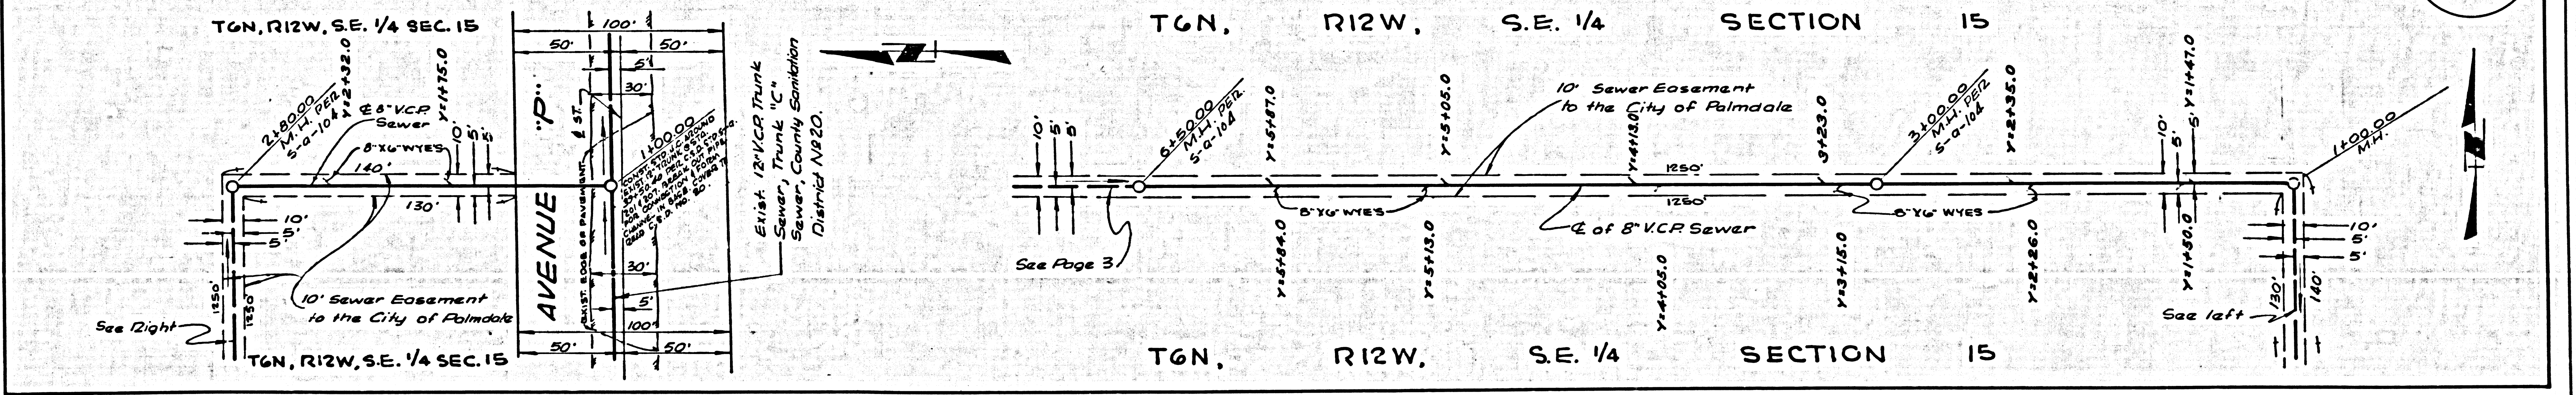 T6N, R12W, S.E. 1/4 SEC. 15
100'
50'
50'
5'
30'
2+80.00
M.H. PER
S-a-104
Y=2+32.0
Y=1+75.0
℄ 8" V.C.P.
Sewer
8"X6" WYES
140'
130'
10'
5'
5'
10'
5'
5'
1250'
1250'
See Right
10' Sewer Easement
to the City of Palmdale
T6N, R12W, S.E. 1/4 SEC. 15
AVENUE "P"
EXIST. EDGE OF PAVEMENT
℄ ST.
1+00.00
30'
5'
100'
50'
50'
Exist. 12" V.C.P. Trunk
Sewer, Trunk "C"
Sewer, County Sanitation
District Nº 20.
T6N, R12W, S.E. 1/4 SECTION 15
10'
5'
5'
See Page 3
6+50.00
M.H. PER.
S-a-104
Y=5+87.0
Y=5+05.0
Y=4+13.0
3+23.0
3+00.00
M.H. PER
S-a-104
Y=2+35.0
Y=1+47.0
10' Sewer Easement
to the City of Palmdale
1250'
1250'
8"X6" WYES
℄ of 8" V.C.P. Sewer
8"X6" WYES
Y=5+84.0
Y=5+13.0
Y=4+05.0
Y=3+15.0
Y=2+26.0
Y=1+50.0
10'
5'
5'
1+00.00
M.H.
10'
5'
5'
130'
140'
See left
T6N, R12W, S.E. 1/4 SECTION 15